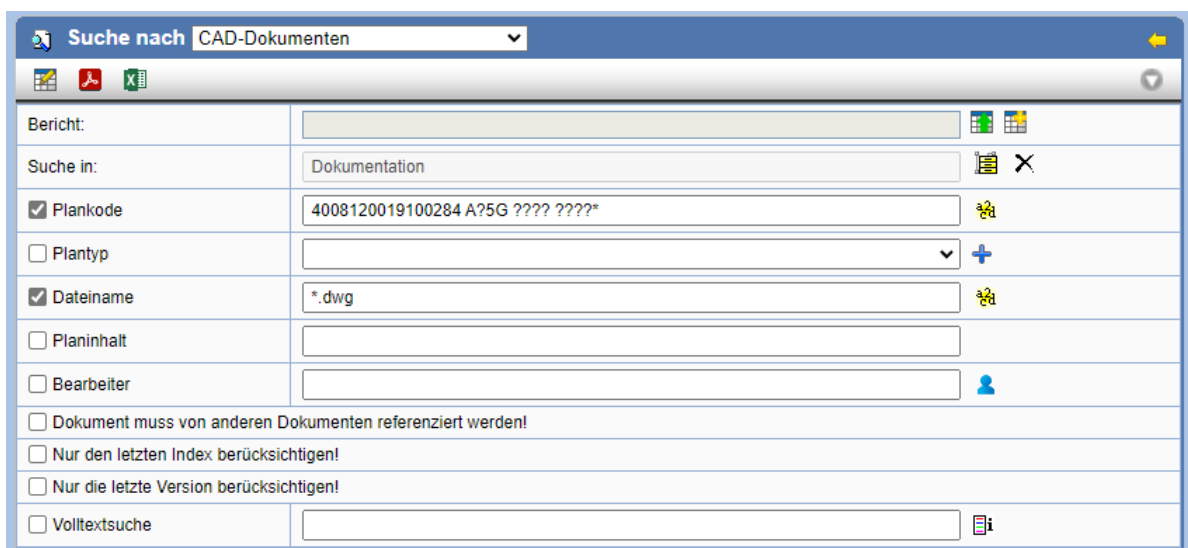 Suche nach CAD-Dokumenten
Bericht:
Suche in: Dokumentation
Plankode 4008120019100284 A?5G ???? ????*
Plantyp
Dateiname *.dwg
Planinhalt
Bearbeiter
Dokument muss von anderen Dokumenten referenziert werden!
Nur den letzten Index berücksichtigen!
Nur die letzte Version berücksichtigen!
Volltextsuche